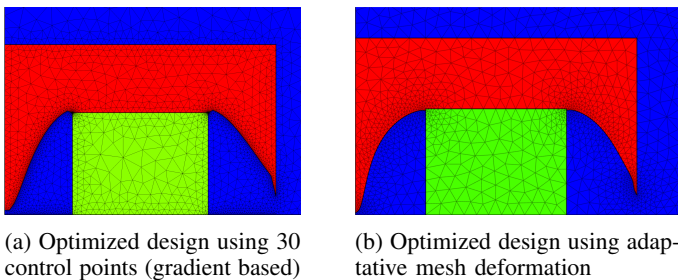 (a) Optimized design using 30
control points (gradient based)
(b) Optimized design using adap-
tative mesh deformation